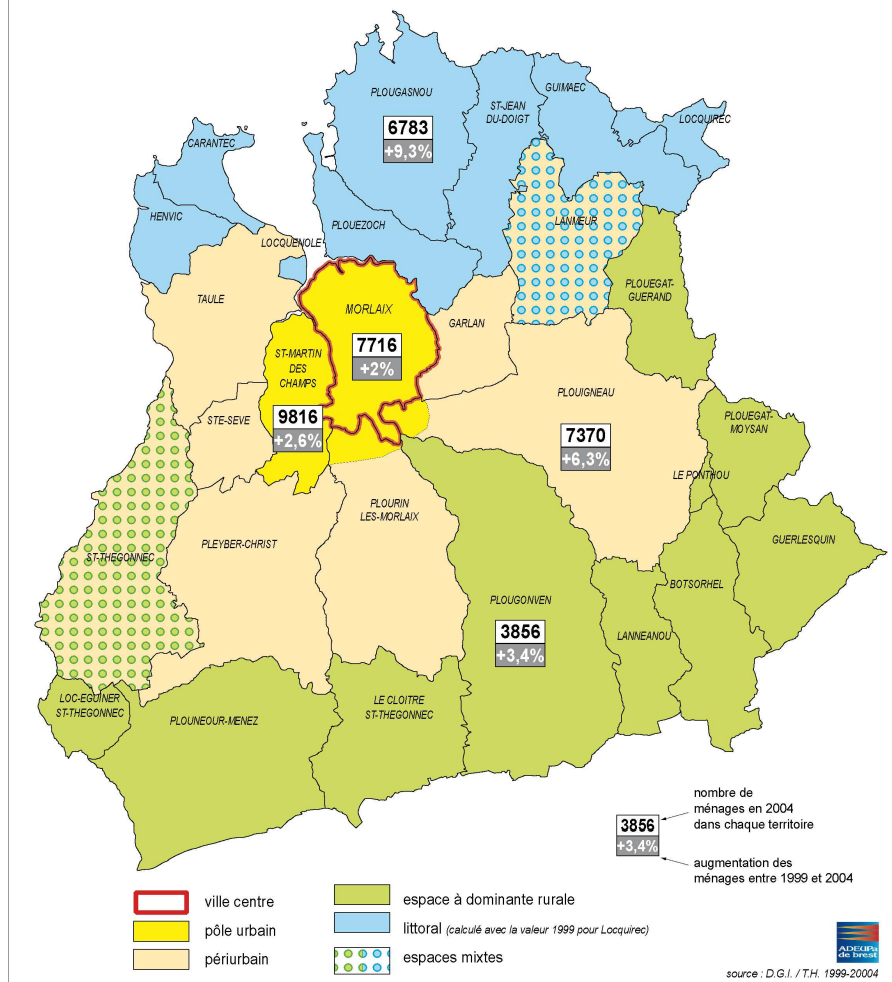 PLOUGASNOU
ST-JEAN
DU-DOIGT
GUIMAEC
LOCQUIREC
6783
+9,3%
CARANTEC
HENVIC
PLOUEZOCH
LANMEUR
LOCQUENOLE
TAULE
PLOUEGAT-
GUERAND
MORLAIX
GARLAN
7716
+2%
ST-MARTIN
DES
CHAMPS
9816
+2,6%
STE-SEVE
PLOUIGNEAU
7370
+6,3%
PLOUEGAT-
MOYSAN
LE PONTHOU
PLOURIN
LES-MORLAIX
PLEYBER-CHRIST
ST-THEGONNEC
GUERLESQUIN
BOTSORHEL
PLOUGONVEN
3856
+3,4%
LANNEANOU
LOC-EGUINER
ST-THEGONNEC
PLOUNEOUR-MENEZ
LE CLOITRE
ST-THEGONNEC
nombre de
ménages en 2004
dans chaque territoire
3856
+3,4%
augmentation des
ménages entre 1999 et 2004
ville centre
pôle urbain
périurbain
espace à dominante rurale
littoral (calculé avec la valeur 1999 pour Locquirec)
espaces mixtes
ADEUPa
de brest
source : D.G.I. / T.H. 1999-20004